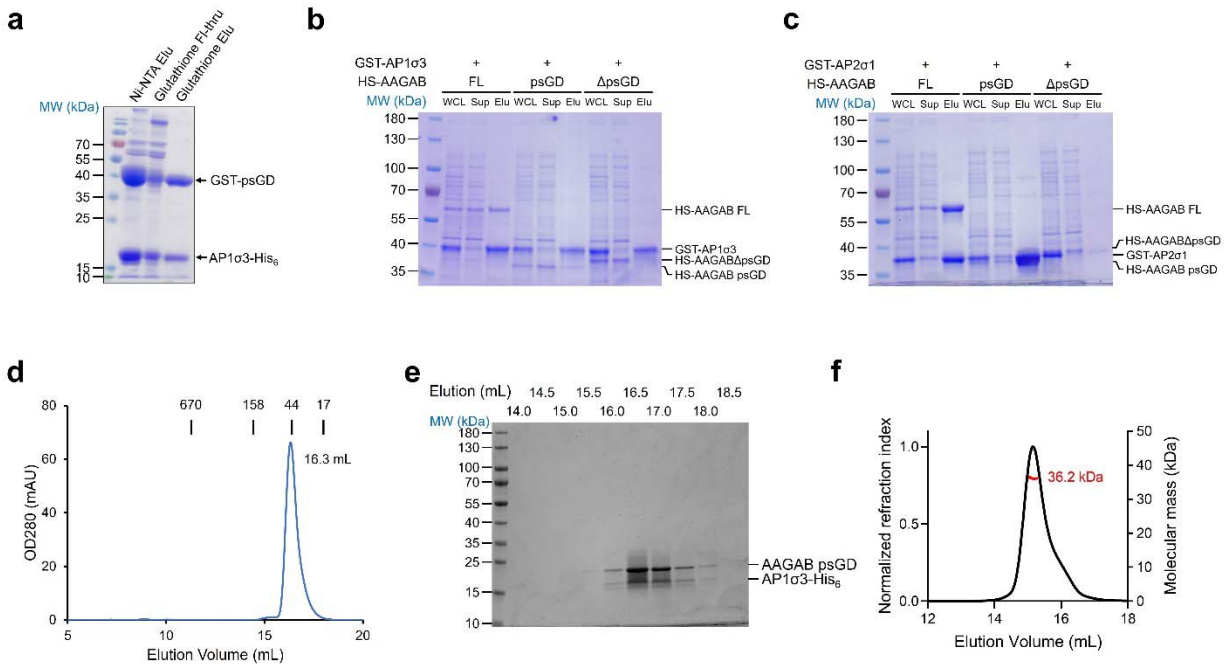 a
Ni-NTA Elu
Glutathione Fl-thru
Glutathione Elu
MW (kDa)
70
55
40
35
25
15
10
GST-psGD
AP1σ3-His6
b
GST-AP1σ3 + + +
HS-AAGAB FL psGD ΔpsGD
MW (kDa) WCL Sup Elu WCL Sup Elu WCL Sup Elu
180
130
100
70
55
40
35
HS-AAGAB FL
GST-AP1σ3
HS-AAGABΔpsGD
HS-AAGAB psGD
c
GST-AP2σ1 + + +
HS-AAGAB FL psGD ΔpsGD
MW (kDa) WCL Sup Elu WCL Sup Elu WCL Sup Elu
180
130
100
70
55
40
35
HS-AAGAB FL
HS-AAGABΔpsGD
GST-AP2σ1
HS-AAGAB psGD
d
670 158 44 17
16.3 mL
80
60
40
20
0
5 10 15 20
OD280 (mAU)
Elution Volume (mL)
e
Elution (mL) 14.5 15.5 16.5 17.5 18.5
MW (kDa) 14.0 15.0 16.0 17.0 18.0
180
130
100
70
55
40
35
25
15
10
AAGAB psGD
AP1σ3-His6
f
Normalized refraction index
1.0
0.5
0.0
36.2 kDa
50
40
30
20
10
0
Molecular mass (kDa)
12 14 16 18
Elution Volume (mL)